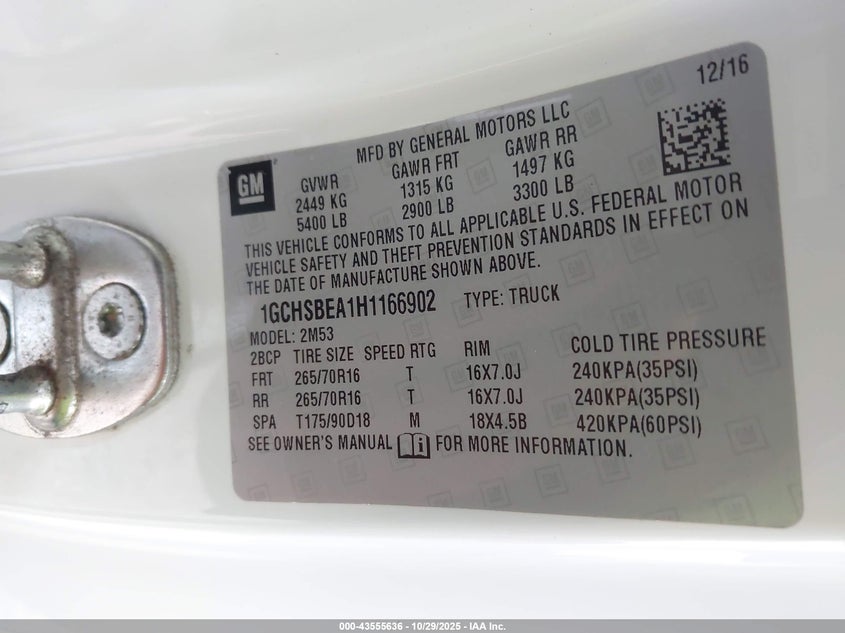 12/16
GM
MFD BY GENERAL MOTORS LLC
GVWR GAWR FRT GAWR RR
2449 KG 1315 KG 1497 KG
5400 LB 2900 LB 3300 LB
THIS VEHICLE CONFORMS TO ALL APPLICABLE U.S. FEDERAL MOTOR
VEHICLE SAFETY AND THEFT PREVENTION STANDARDS IN EFFECT ON
THE DATE OF MANUFACTURE SHOWN ABOVE.
1GCHSBEA1H1166902 TYPE: TRUCK
MODEL: 2M53
2BCP TIRE SIZE SPEED RTG RIM COLD TIRE PRESSURE
FRT 265/70R16 T 16X7.0J 240KPA(35PSI)
RR 265/70R16 T 16X7.0J 240KPA(35PSI)
SPA T175/90D18 M 18X4.5B 420KPA(60PSI)
SEE OWNER'S MANUAL FOR MORE INFORMATION.
000-43555636 - 10/29/2025 - IAA Inc.